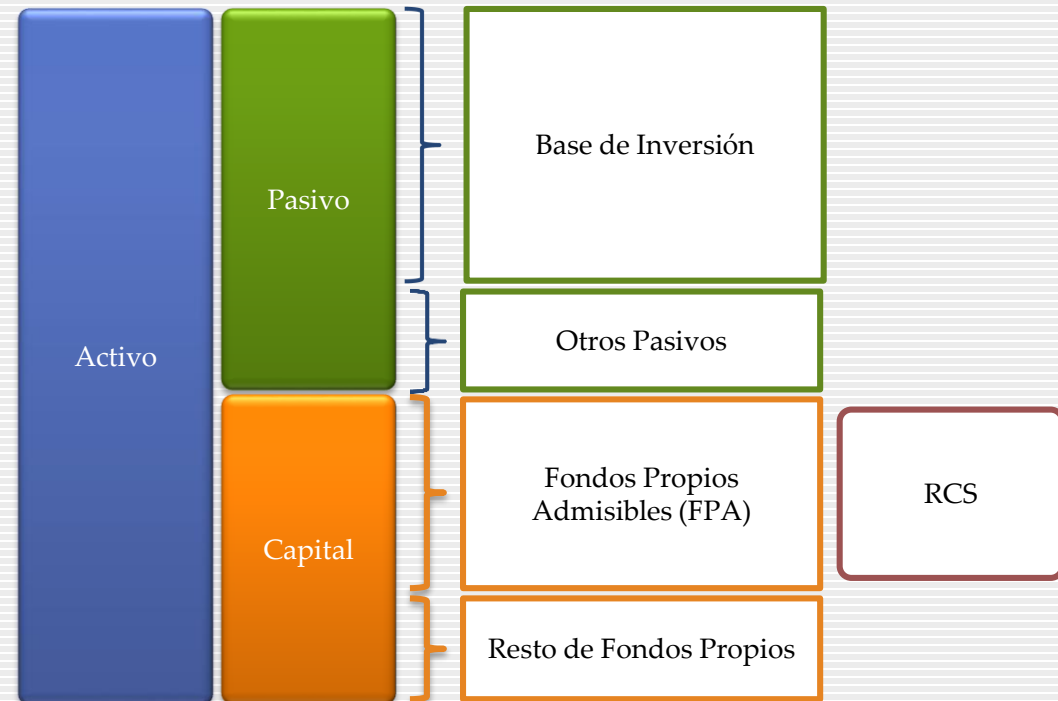 Activo
Pasivo
Capital
Base de Inversión
Otros Pasivos
Fondos Propios
Admisibles (FPA)
Resto de Fondos Propios
RCS